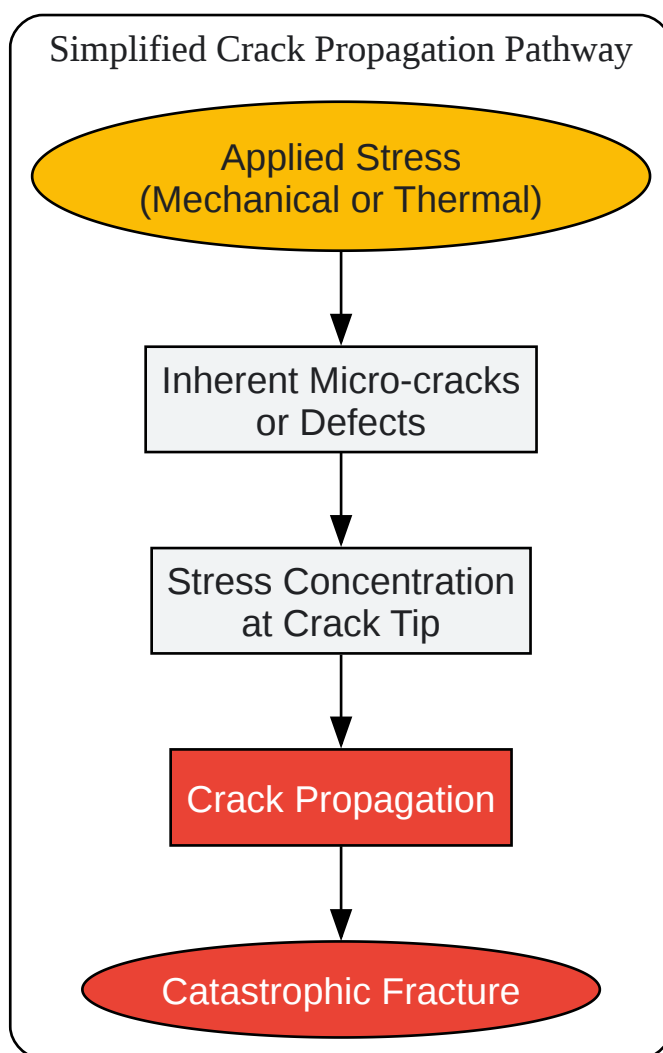 Simplified Crack Propagation Pathway
Applied Stress
(Mechanical or Thermal)
Inherent Micro-cracks
or Defects
Stress Concentration
at Crack Tip
Crack Propagation
Catastrophic Fracture